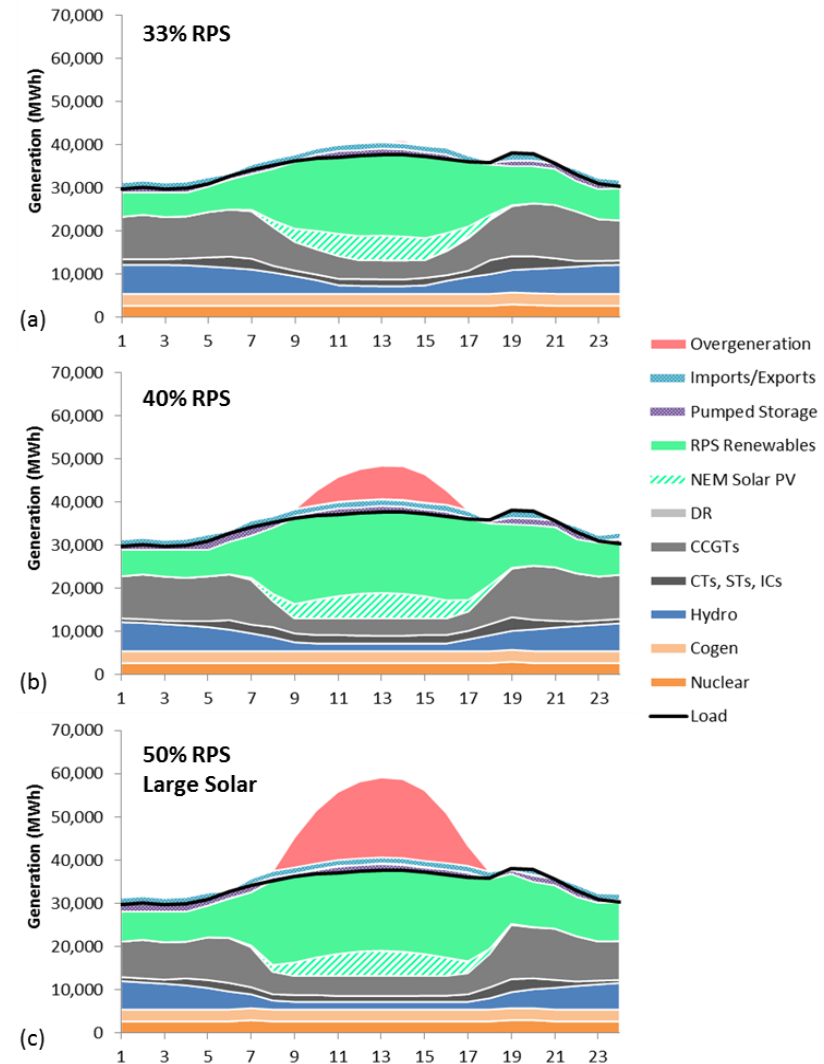 33% RPS
Generation (MWh)
70,000
60,000
50,000
40,000
30,000
20,000
10,000
0
1 3 5 7 9 11 13 15 17 19 21 23
(a)
40% RPS
Generation (MWh)
70,000
60,000
50,000
40,000
30,000
20,000
10,000
0
1 3 5 7 9 11 13 15 17 19 21 23
(b)
50% RPS
Large Solar
Generation (MWh)
70,000
60,000
50,000
40,000
30,000
20,000
10,000
0
1 3 5 7 9 11 13 15 17 19 21 23
(c)
Overgeneration
Imports/Exports
Pumped Storage
RPS Renewables
NEM Solar PV
DR
CCGTs
CTs, STs, ICs
Hydro
Cogen
Nuclear
Load